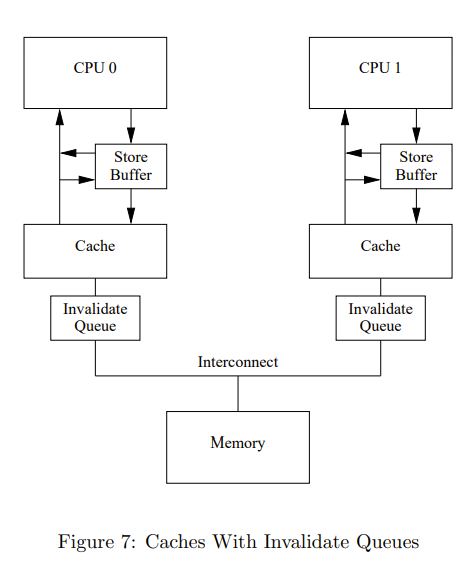 CPU 0
CPU 1
Store
Buffer
Store
Buffer
Cache
Cache
Invalidate
Queue
Invalidate
Queue
Interconnect
Memory
Figure 7: Caches With Invalidate Queues